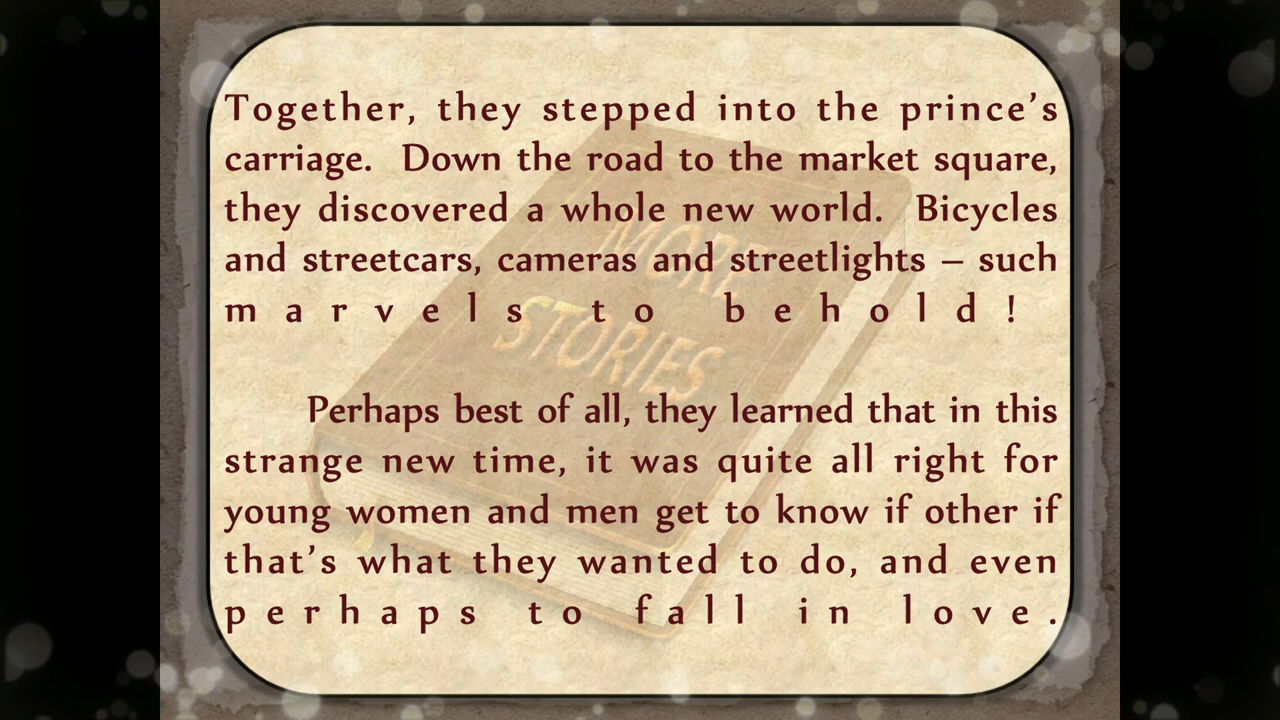 Together, they stepped into the prince’s
carriage.  Down the road to the market square,
they discovered a whole new world.  Bicycles
and streetcars, cameras and streetlights – such
marvels to behold!
Perhaps best of all, they learned that in this
strange new time, it was quite all right for
young women and men get to know if other if
that’s what they wanted to do, and even
perhaps to fall in love.
MORE
STORIES